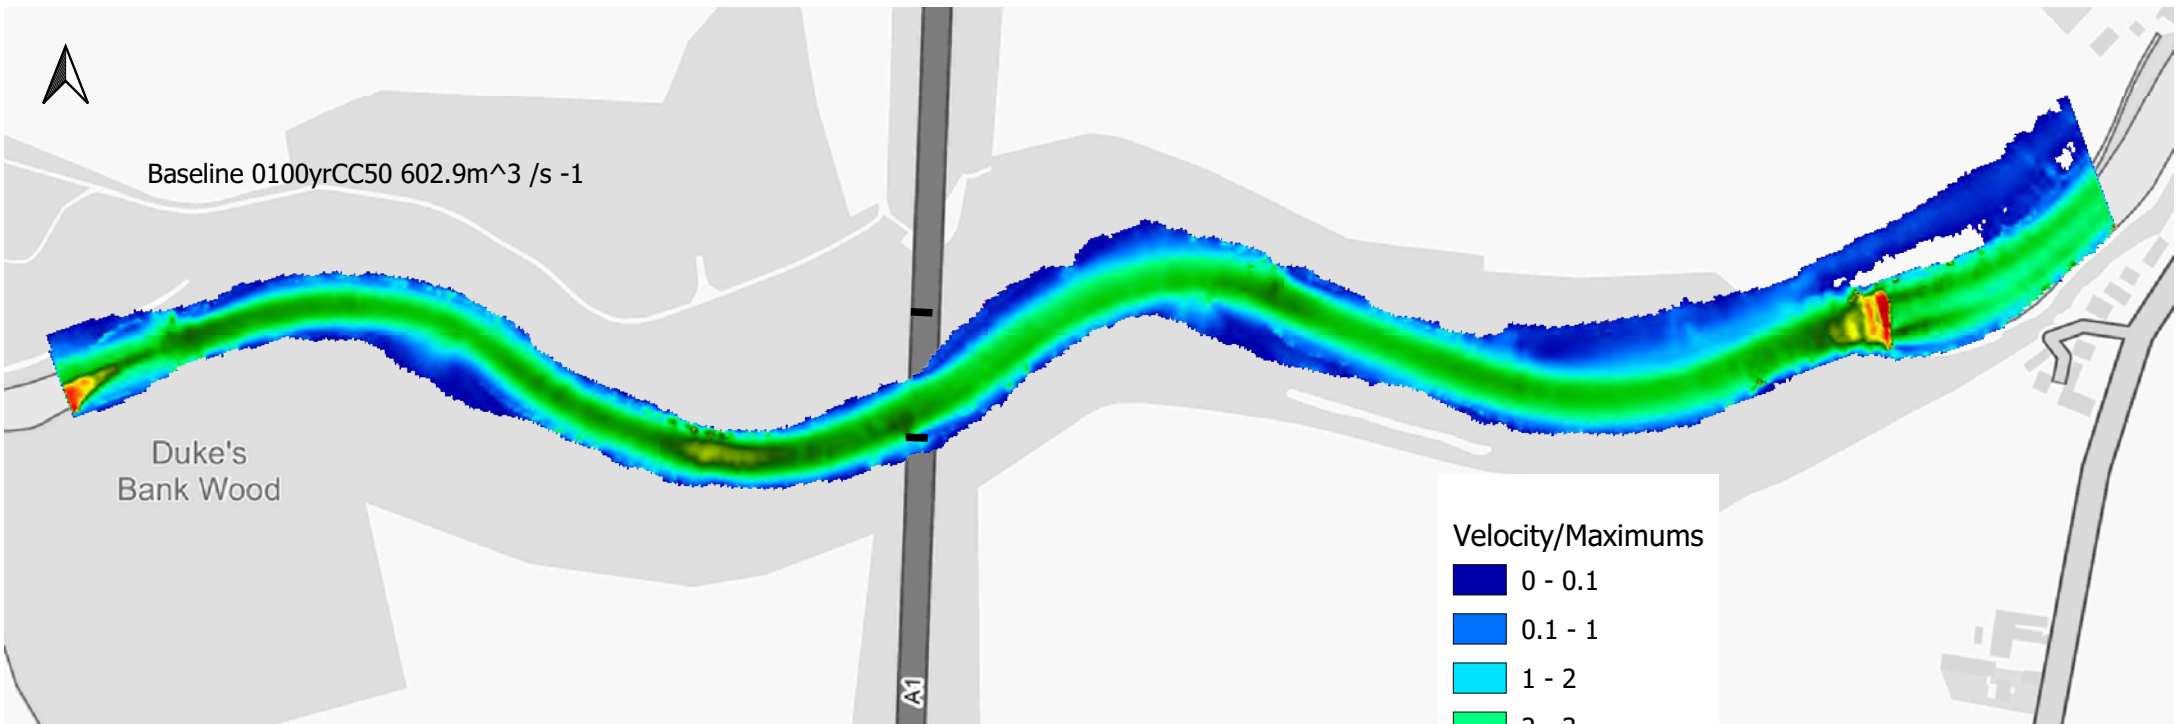 Baseline 0100yrCC50 602.9m^3 /s -1
Duke's
Bank Wood
A1
Velocity/Maximums
0 - 0.1
0.1 - 1
1 - 2